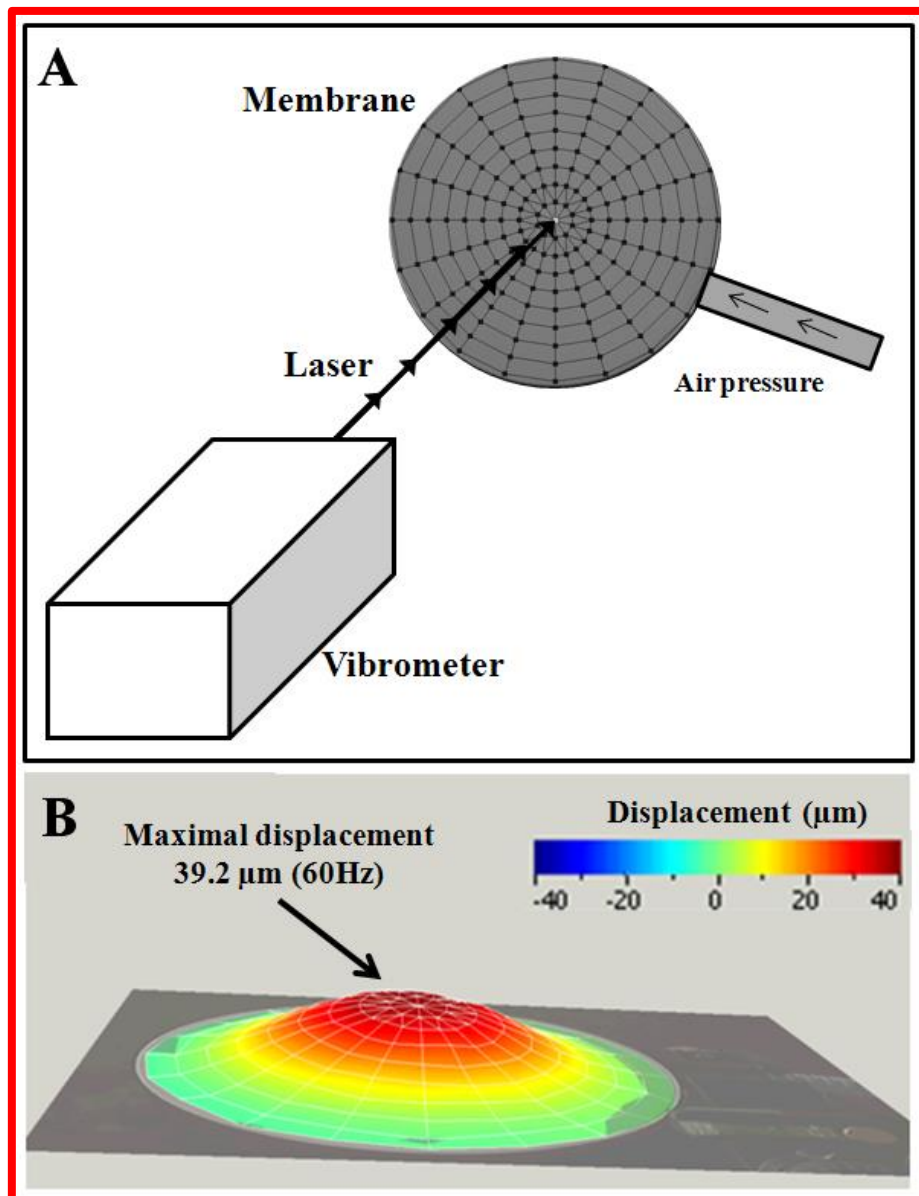 A
Membrane
Laser
Air pressure
Vibrometer
B
Maximal displacement
39.2 µm (60Hz)
Displacement (µm)
-40 -20 0 20 40